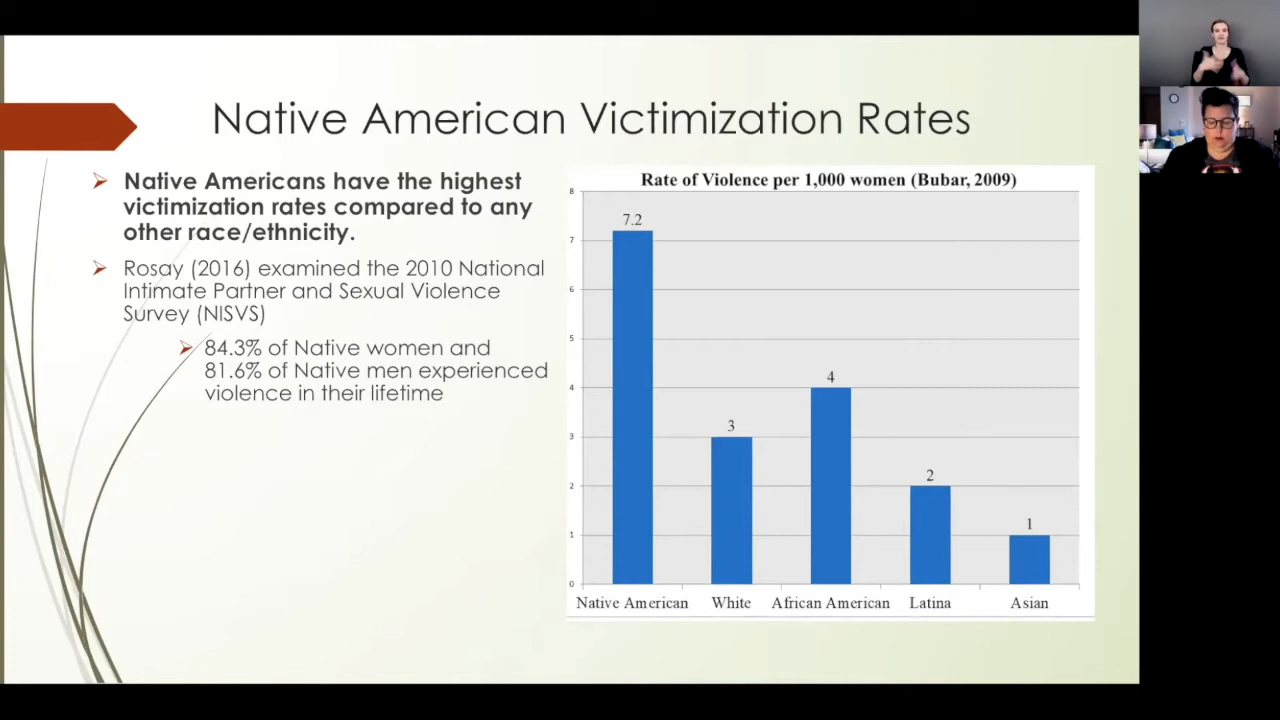 Native American Victimization Rates
Native Americans have the highest
victimization rates compared to any
other race/ethnicity.
Rosay (2016) examined the 2010 National
Intimate Partner and Sexual Violence
Survey (NISVS)
84.3% of Native women and
81.6% of Native men experienced
violence in their lifetime
Rate of Violence per 1,000 women (Bubar, 2009)
8
7
6
5
4
3
2
1
0
7.2
3
4
2
1
Native American
White
African American
Latina
Asian